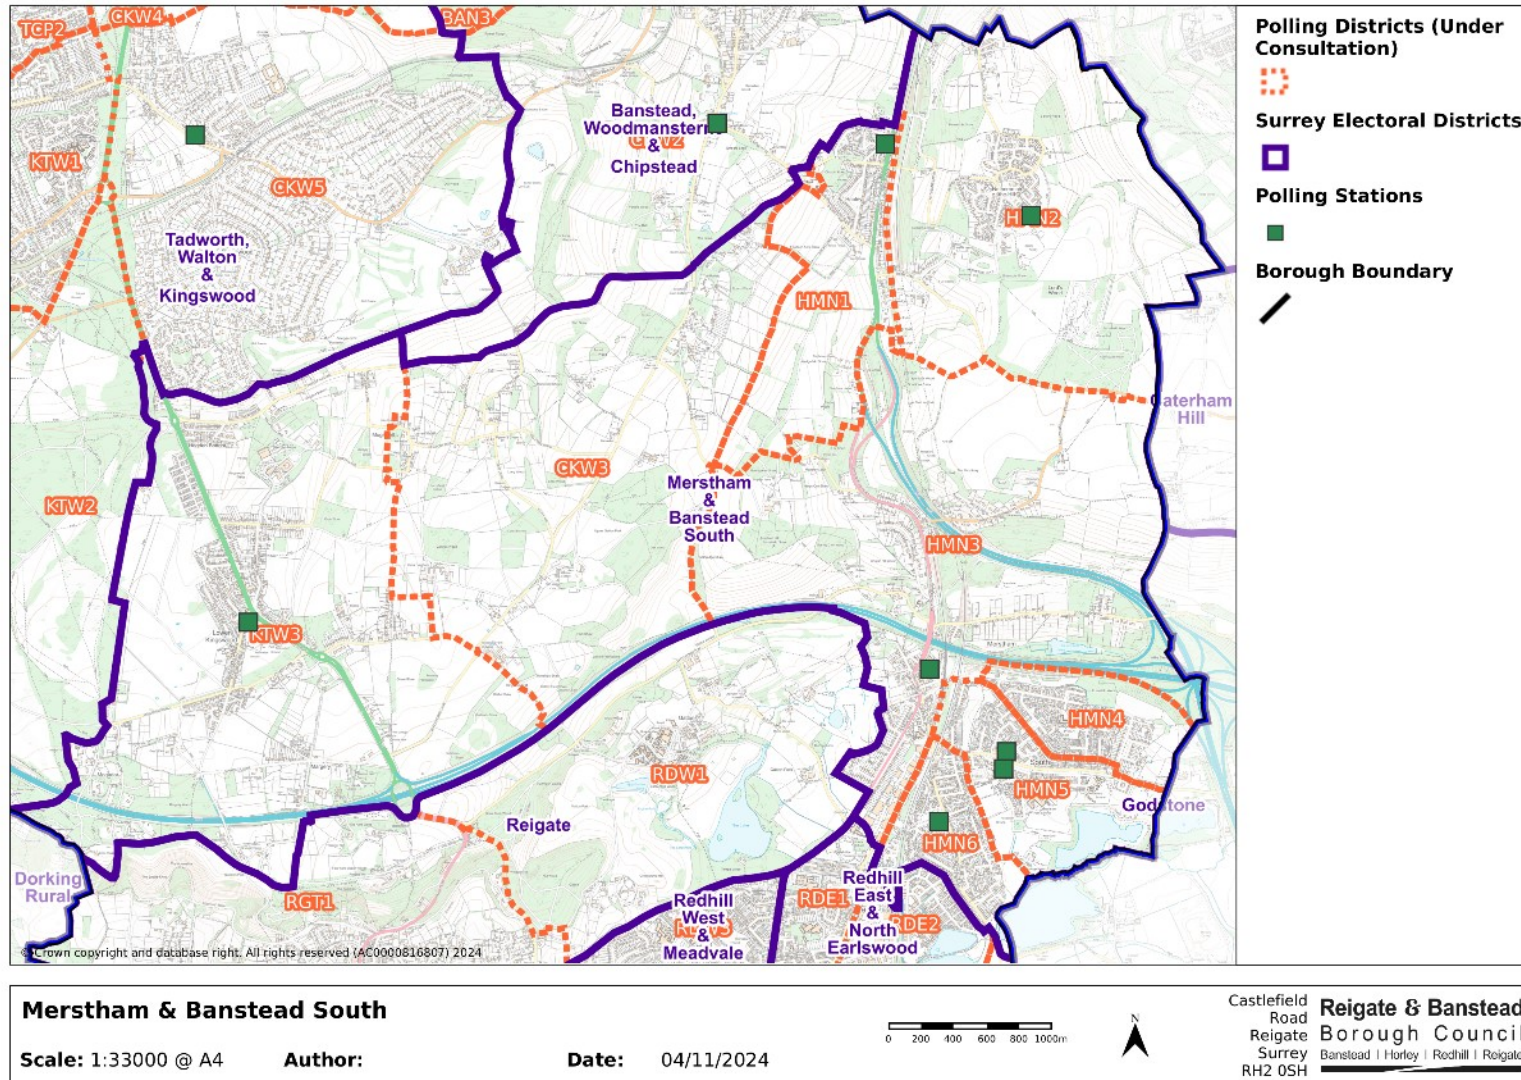 TCP2
CKW4
BAN3
KTW1
CKW5
Tadworth,
Walton
&
Kingswood
Banstead,
Woodmanstern
&
Chipstead
HMN2
HMN1
Caterham
Hill
KTW2
CKW3
Merstham
&
Banstead
South
HMN3
KTW3
HMN4
RDW1
HMN5
Godstone
Reigate
HMN6
Dorking
Rural
RGT1
Redhill
West
&
Meadvale
RDE1
Redhill
East
&
North
Earlswood
RDE2
© Crown copyright and database right. All rights reserved (AC0000816807) 2024
Polling Districts (Under
Consultation)
Surrey Electoral Districts
Polling Stations
Borough Boundary
Merstham & Banstead South
Scale: 1:33000 @ A4 Author: Date: 04/11/2024
0 200 400 600 800 1000m
N
Castlefield
Road
Reigate
Surrey
RH2 0SH
Reigate & Banstead
Borough Council
Banstead | Horley | Redhill | Reigate